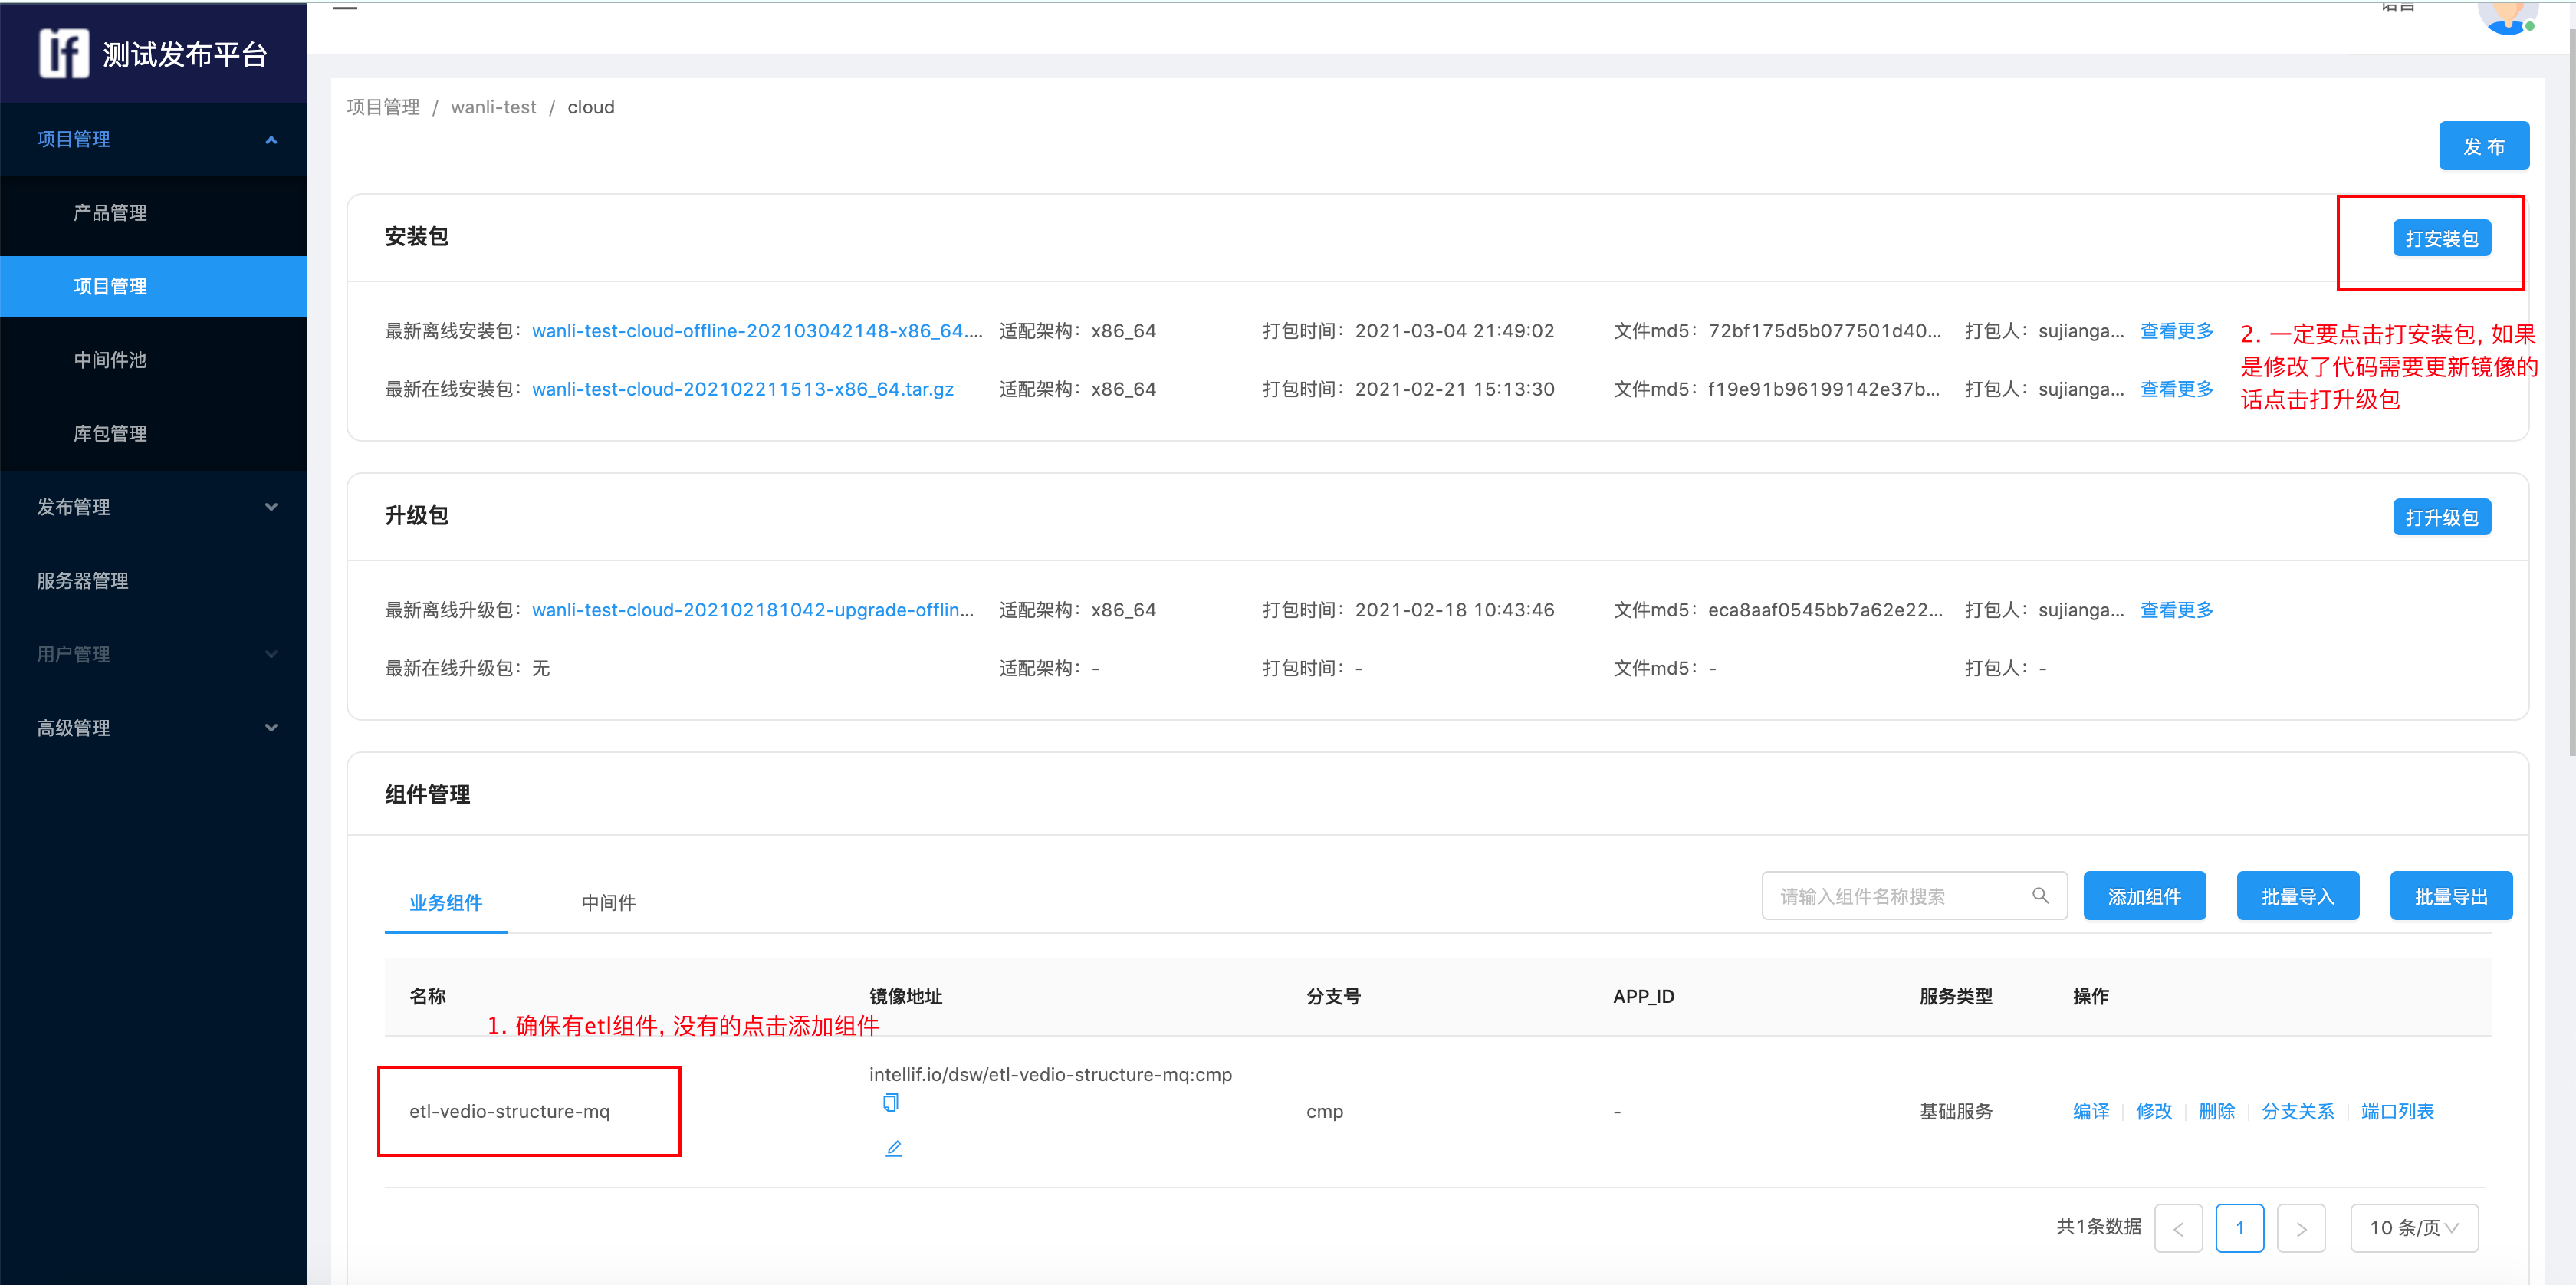 语言
if 测试发布平台
项目管理
产品管理
项目管理
中间件池
库包管理
发布管理
服务器管理
用户管理
高级管理
项目管理 / wanli-test / cloud
发 布
安装包
打安装包
最新离线安装包: wanli-test-cloud-offline-202103042148-x86_64.... 适配架构: x86_64 打包时间: 2021-03-04 21:49:02 文件md5: 72bf175d5b077501d40... 打包人: sujianga... 查看更多
最新在线安装包: wanli-test-cloud-202102211513-x86_64.tar.gz 适配架构: x86_64 打包时间: 2021-02-21 15:13:30 文件md5: f19e91b96199142e37b... 打包人: sujianga... 查看更多
2. 一定要点击打安装包, 如果
是修改了代码需要更新镜像的
话点击打升级包
升级包
打升级包
最新离线升级包: wanli-test-cloud-202102181042-upgrade-offlin... 适配架构: x86_64 打包时间: 2021-02-18 10:43:46 文件md5: eca8aaf0545bb7a62e22... 打包人: sujianga... 查看更多
最新在线升级包: 无 适配架构: - 打包时间: - 文件md5: - 打包人: -
组件管理
业务组件 中间件 请输入组件名称搜索 添加组件 批量导入 批量导出
名称 镜像地址 分支号 APP_ID 服务类型 操作
1. 确保有etl组件, 没有的点击添加组件
intellif.io/dsw/etl-vedio-structure-mq:cmp
etl-vedio-structure-mq cmp - 基础服务 编译 修改 删除 分支关系 端口列表
共1条数据 < 1 > 10 条/页